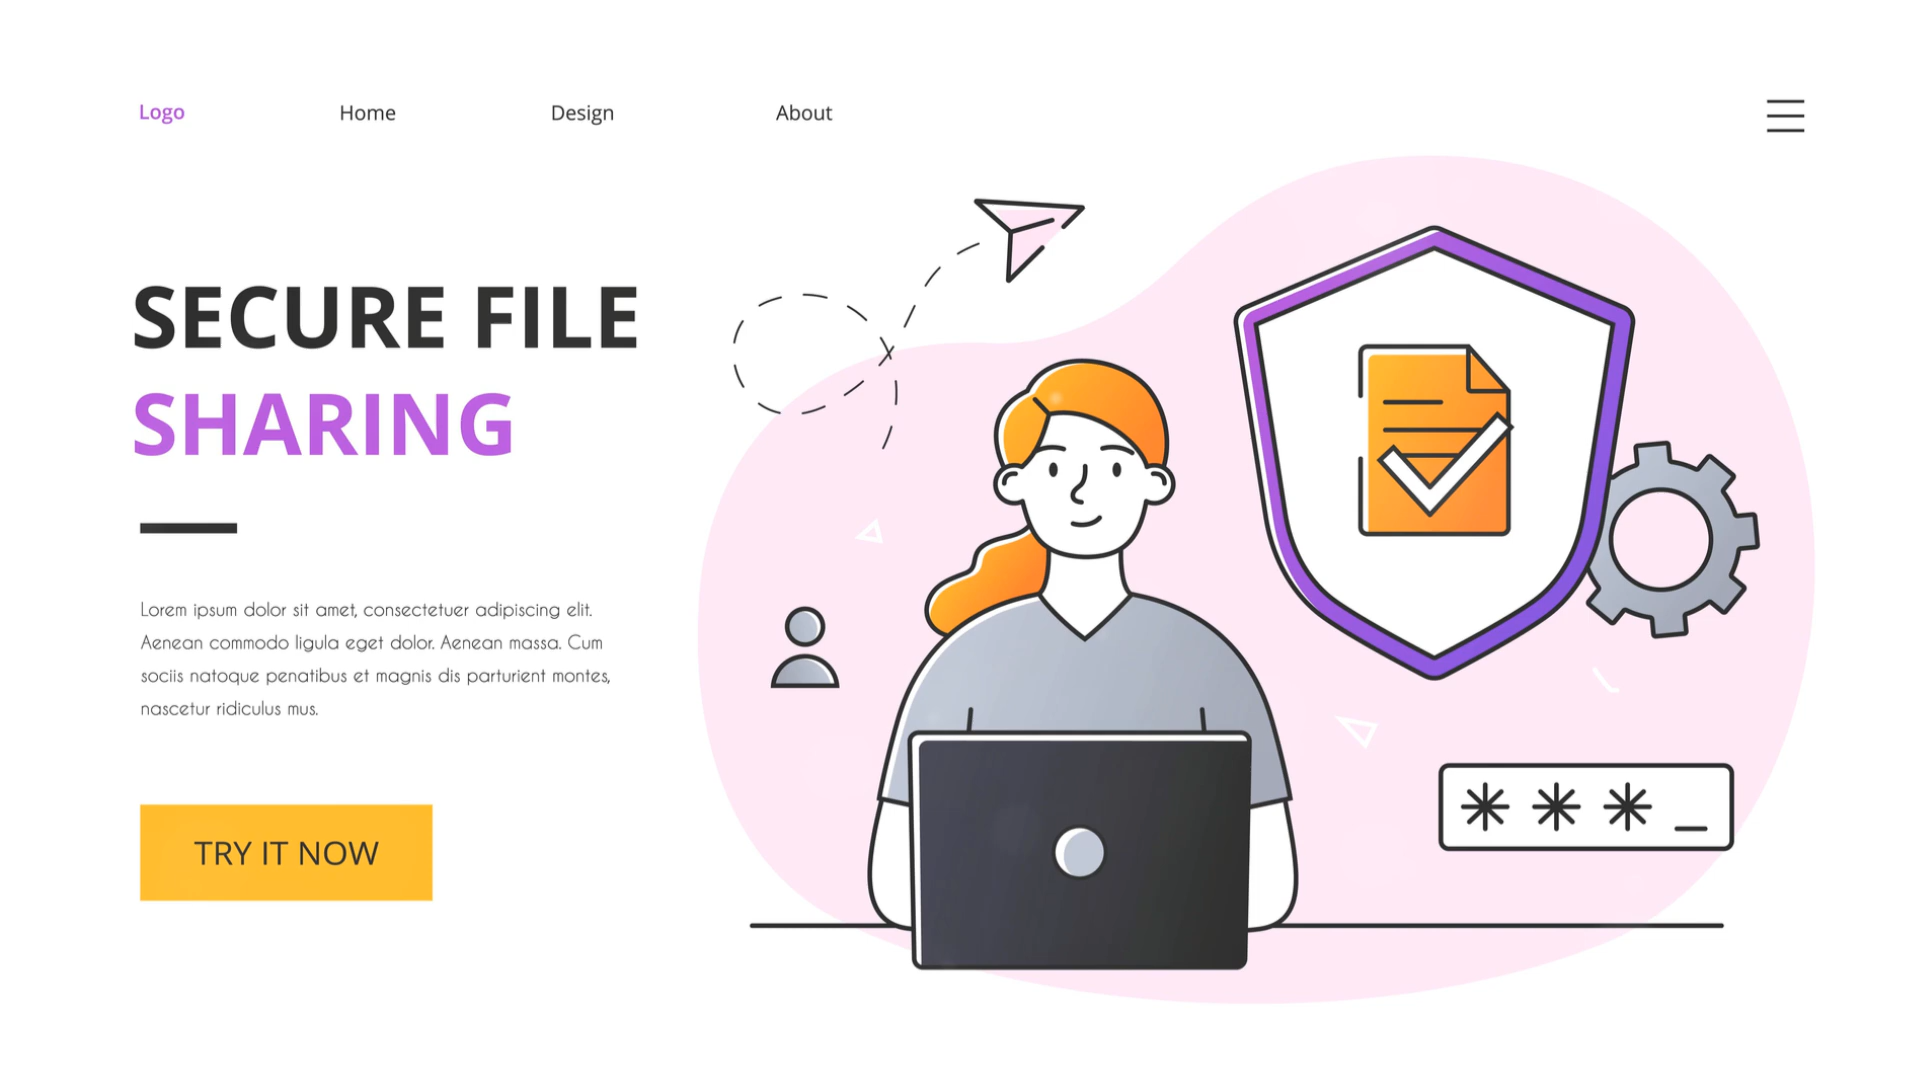 Logo Home Design About
SECURE FILE
SHARING
Lorem ipsum dolor sit amet, consectetuer adipiscing elit.
Aenean commodo ligula eget dolor. Aenean massa. Cum
sociis natoque penatibus et magnis dis parturient montes,
nascetur ridiculus mus.
TRY IT NOW
***_